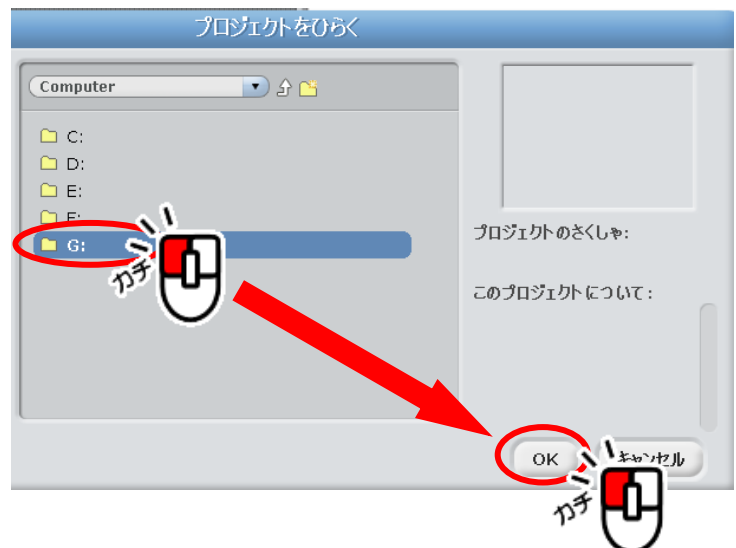 プロジェクトをひらく
Computer
C:
D:
E:
F:
G:
カチ
プロジェクトのさくしゃ:
このプロジェクトについて:
OK
キャンセル
カチ